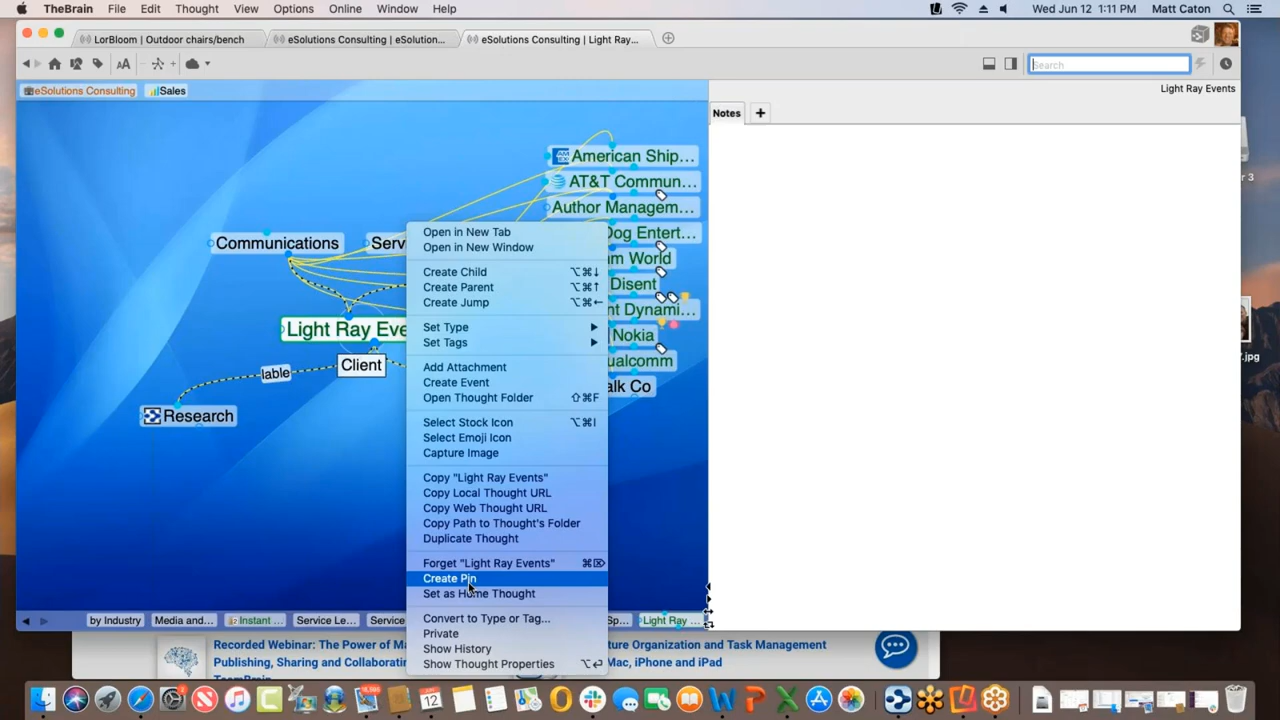 TheBrain File Edit Thought View Options Online Window Help Wed Jun 12 1:11 PM Matt Caton
LorBloom | Outdoor chairs/bench eSolutions Consulting | eSolution... eSolutions Consulting | Light Ray...
AA Search
eSolutions Consulting Sales
Light Ray Events
Notes +
American Ship...
AT&T Commun...
Author Managem...
Dog Entert...
World
Disent
Dynami...
Nokia
Co
Communications
Light Ray Eve
Client
lable
Research
Open in New Tab
Open in New Window
Create Child ⌥⌘↓
Create Parent ⌥⌘↑
Create Jump ⌥⌘←
Set Type
Set Tags
Add Attachment
Create Event
Open Thought Folder ⇧⌘F
Select Stock Icon ⌥⌘I
Select Emoji Icon
Capture Image
Copy "Light Ray Events"
Copy Local Thought URL
Copy Web Thought URL
Copy Path to Thought's Folder
Duplicate Thought
Forget "Light Ray Events" ⌘⌦
Create Pin
Set as Home Thought
Convert to Type or Tag...
Private
Show History
Show Thought Properties ⌥↩
by Industry Media and... Instant ... Service Le... Service Sp... Light Ray ...
Recorded Webinar: How to ture Organization and Task Management
Publishing, Sharing and Collaboratin Mac, iPhone and iPad
TeamBrain
.jpg